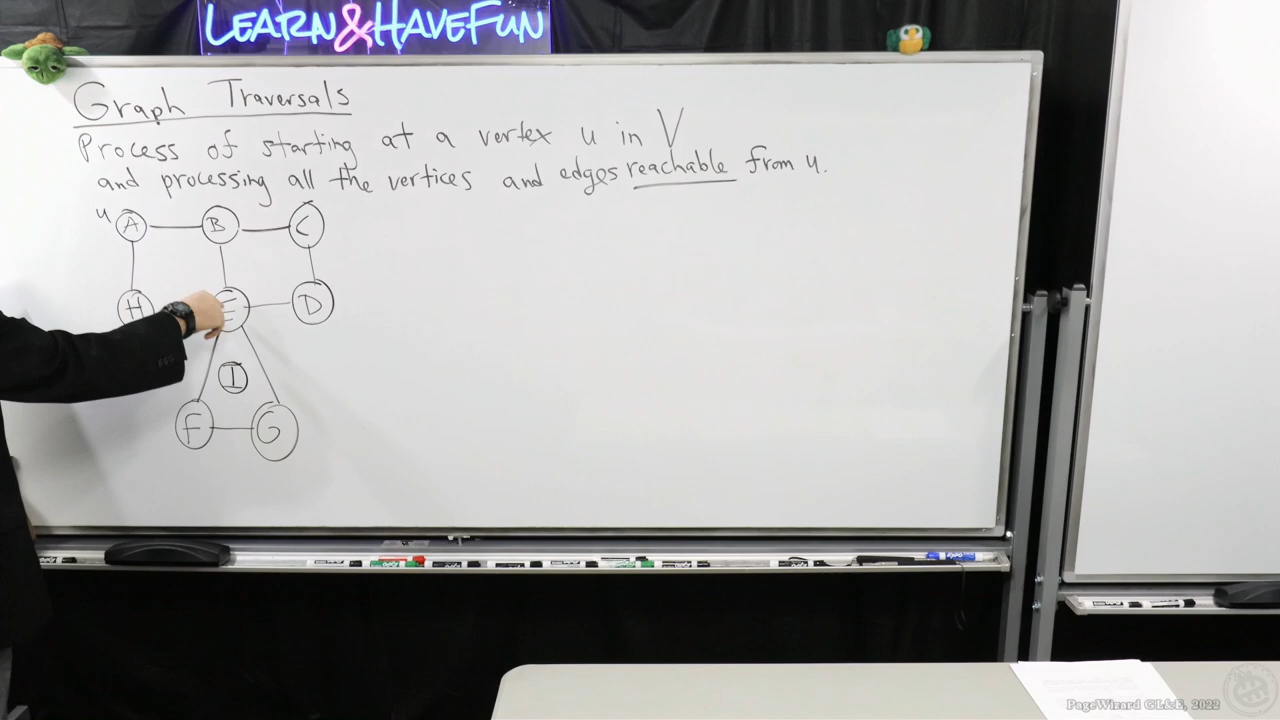 LEARN&HAVEFUN
Graph Traversals
Process of starting at a vertex u in V
and processing all the vertices and edges reachable from u.
u A B C
H E D
I
F G
PageWizard GL&E, 2022